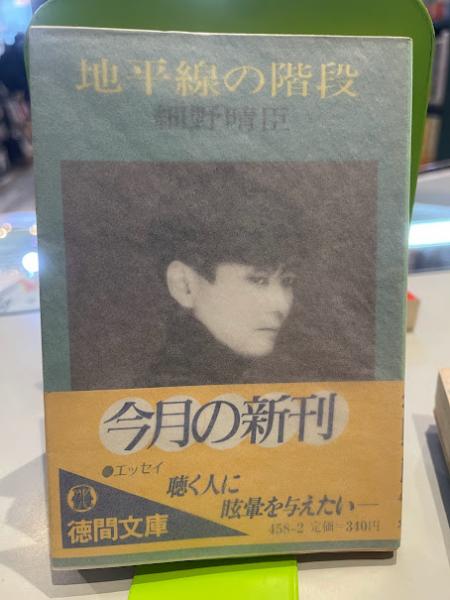 地平線の階段
細野晴臣
今月の新刊
●エッセイ
聴く人に
眩暈を与えたい―
徳間文庫
458-2 定価=340円